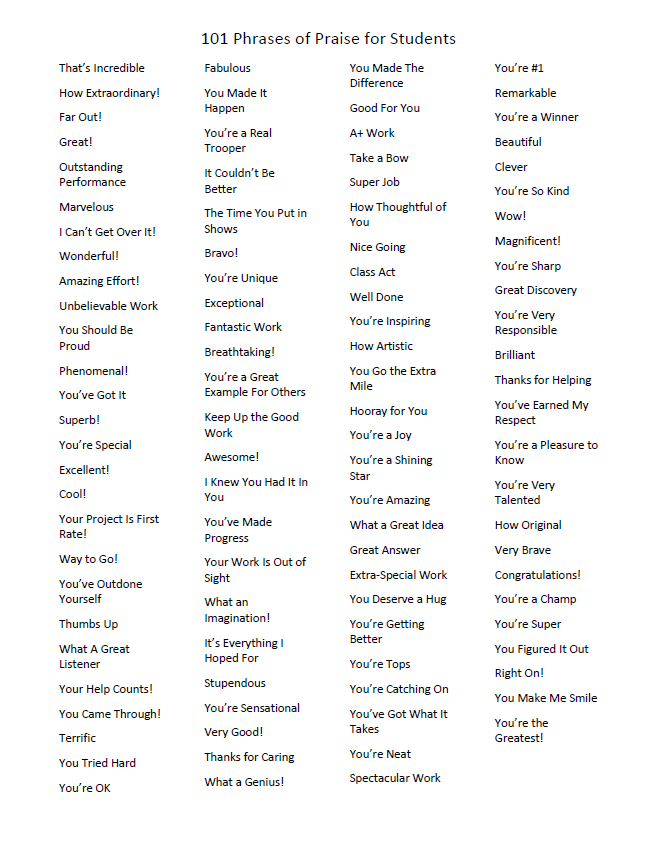 101 Phrases of Praise for Students
That's Incredible
How Extraordinary!
Far Out!
Great!
Outstanding
Performance
Marvelous
I Can't Get Over It!
Wonderful!
Amazing Effort!
Unbelievable Work
You Should Be
Proud
Phenomenal!
You've Got It
Superb!
You're Special
Excellent!
Cool!
Your Project Is First
Rate!
Way to Go!
You've Outdone
Yourself
Thumbs Up
What A Great
Listener
Your Help Counts!
You Came Through!
Terrific
You Tried Hard
You're OK
Fabulous
You Made It
Happen
You're a Real
Trooper
It Couldn't Be
Better
The Time You Put in
Shows
Bravo!
You're Unique
Exceptional
Fantastic Work
Breathtaking!
You're a Great
Example For Others
Keep Up the Good
Work
Awesome!
I Knew You Had It In
You
You've Made
Progress
Your Work Is Out of
Sight
What an
Imagination!
It's Everything I
Hoped For
Stupendous
You're Sensational
Very Good!
Thanks for Caring
What a Genius!
You Made The
Difference
Good For You
A+ Work
Take a Bow
Super Job
How Thoughtful of
You
Nice Going
Class Act
Well Done
You're Inspiring
How Artistic
You Go the Extra
Mile
Hooray for You
You're a Joy
You're a Shining
Star
You're Amazing
What a Great Idea
Great Answer
Extra-Special Work
You Deserve a Hug
You're Getting
Better
You're Tops
You're Catching On
You've Got What It
Takes
You're Neat
Spectacular Work
You're #1
Remarkable
You're a Winner
Beautiful
Clever
You're So Kind
Wow!
Magnificent!
You're Sharp
Great Discovery
You're Very
Responsible
Brilliant
Thanks for Helping
You've Earned My
Respect
You're a Pleasure to
Know
You're Very
Talented
How Original
Very Brave
Congratulations!
You're a Champ
You're Super
You Figured It Out
Right On!
You Make Me Smile
You're the
Greatest!